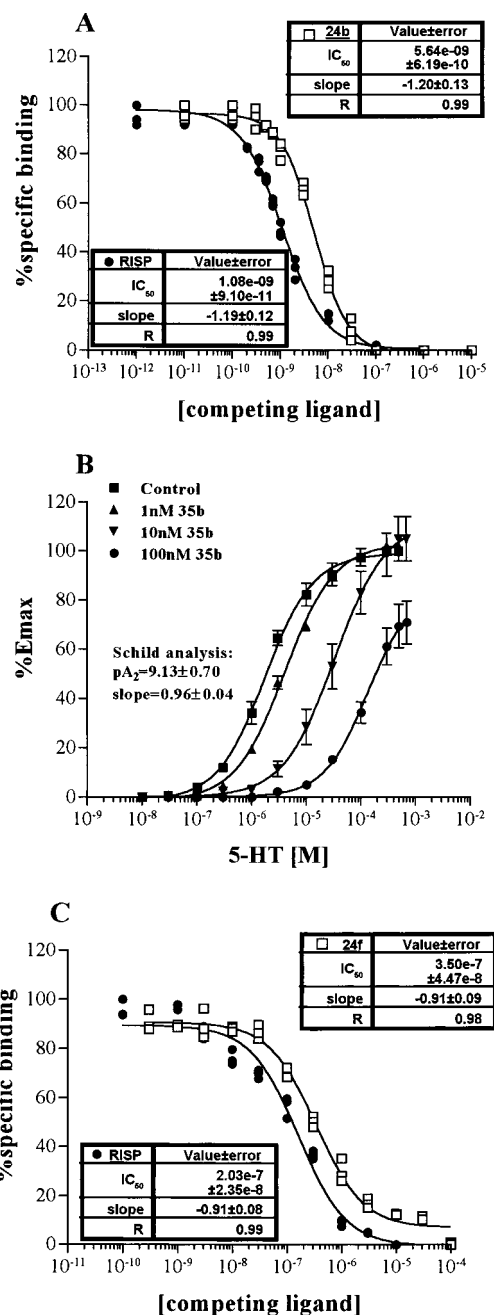 A
□ 24b Value±error
IC50 5.64e-09
±6.19e-10
slope -1.20±0.13
R 0.99
120
100
80
60
40
20
0
%specific binding
● RISP Value±error
IC50 1.08e-09
±9.10e-11
slope -1.19±0.12
R 0.99
10-13 10-12 10-11 10-10 10-9 10-8 10-7 10-6 10-5
[competing ligand]
B
■ Control
▲ 1nM 35b
▼ 10nM 35b
● 100nM 35b
120
100
80
60
40
20
0
%Emax
Schild analysis:
pA2=9.13±0.70
slope=0.96±0.04
10-9 10-8 10-7 10-6 10-5 10-4 10-3 10-2
5-HT [M]
C
□ 24f Value±error
IC50 3.50e-7
±4.47e-8
slope -0.91±0.09
R 0.98
120
100
80
60
40
20
0
%specific binding
● RISP Value±error
IC50 2.03e-7
±2.35e-8
slope -0.91±0.08
R 0.99
10-11 10-10 10-9 10-8 10-7 10-6 10-5 10-4
[competing ligand]